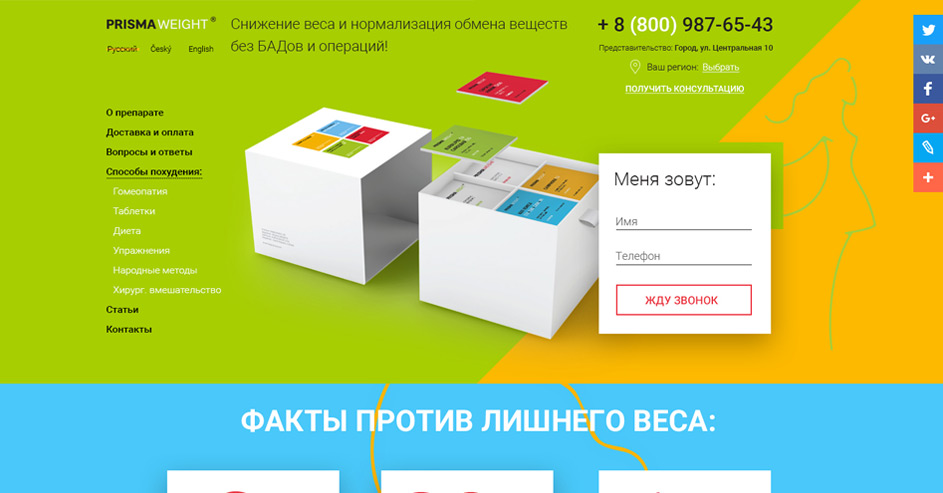 PRISMA WEIGHT®
Русский Český English
Снижение веса и нормализация обмена веществ
без БАДов и операций!
+ 8 (800) 987-65-43
Представительство: Город, ул. Центральная 10
Ваш регион: Выбрать
ПОЛУЧИТЬ КОНСУЛЬТАЦИЮ
О препарате
Доставка и оплата
Вопросы и ответы
Способы похудения:
Гомеопатия
Таблетки
Диета
Упражнения
Народные методы
Хирург. вмешательство
Статьи
Контакты
Меня зовут:
Имя
Телефон
ЖДУ ЗВОНОК
ФАКТЫ ПРОТИВ ЛИШНЕГО ВЕСА: